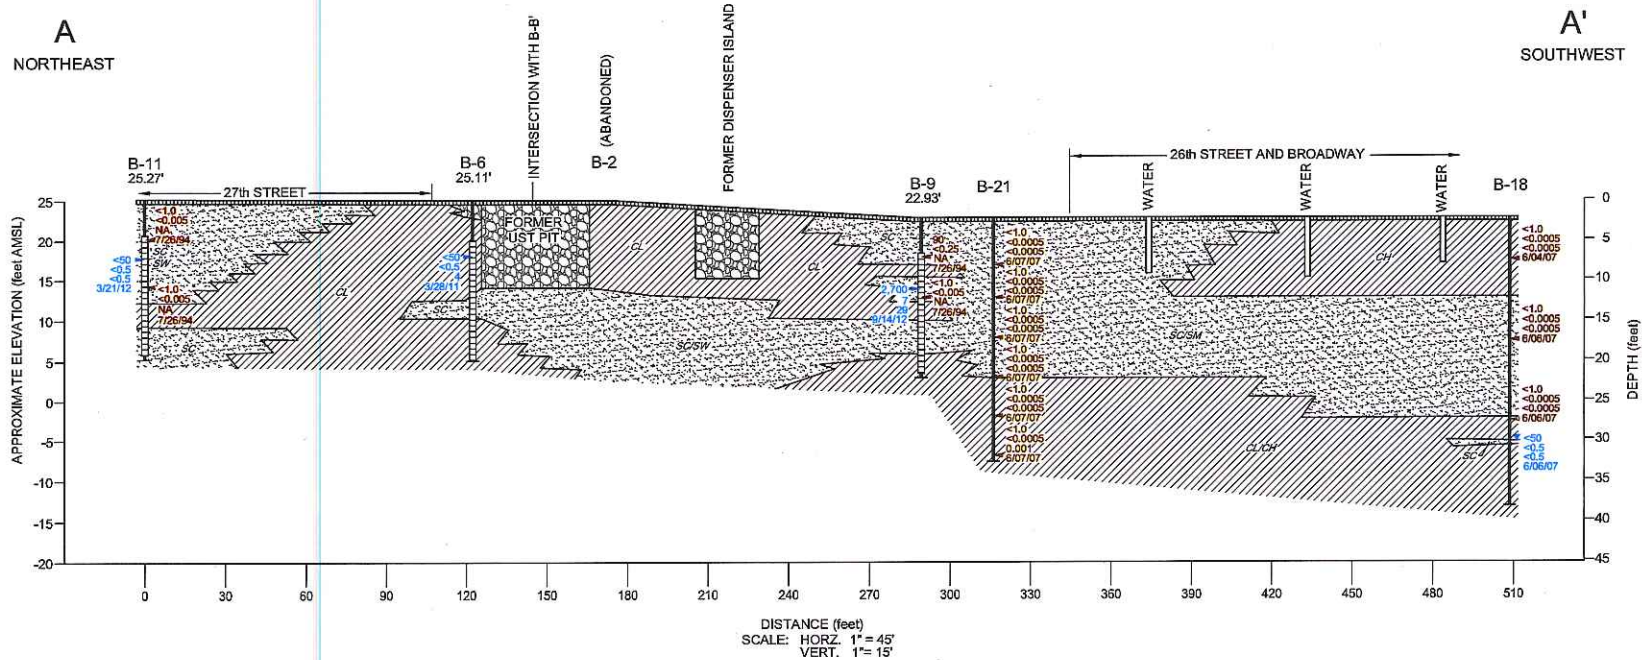 A
NORTHEAST
A'
SOUTHWEST
INTERSECTION WITH B-B'
(ABANDONED)
B-2
FORMER DISPENSER ISLAND
B-11
25.27'
27th STREET
B-6
25.11'
B-9
22.93'
B-21
26th STREET AND BROADWAY
WATER
WATER
WATER
B-18
APPROXIMATE ELEVATION (feet AMSL)
25
20
15
10
5
0
-5
-10
-15
-20
DEPTH (feet)
0
5
10
15
20
25
30
35
40
-45
<1.0
<0.005
NA
7/26/94
SC
SW
<50
<0.5
<0.5
3/21/12
<1.0
<0.005
NA
7/26/94
SC
CL
SC
CL
<50
<0.5
4
3/28/11
FORMER
UST PIT
CL
SC/SW
CL
SC
<0.25
NA
7/26/94
2,700
7
29
9/14/12
<1.0
<0.005
NA
7/26/94
<1.0
<0.0005
<0.0005
6/07/07
<1.0
<0.0005
<0.0005
6/07/07
<1.0
<0.0005
<0.0005
6/07/07
<1.0
<0.0005
<0.0005
6/07/07
<1.0
<0.0005
<0.0005
6/07/07
<1.0
<0.0005
0.001
6/07/07
CH
SC/SM
CL/CH
SC
<1.0
<0.0005
<0.0005
6/04/07
<1.0
<0.0005
<0.0005
6/06/07
<1.0
<0.0005
<0.0005
6/06/07
<50
<0.5
<0.5
6/06/07
0 30 60 90 120 150 180 210 240 270 300 330 360 390 420 450 480 510
DISTANCE (feet)
SCALE: HORZ. 1" = 45'
VERT. 1" = 15'